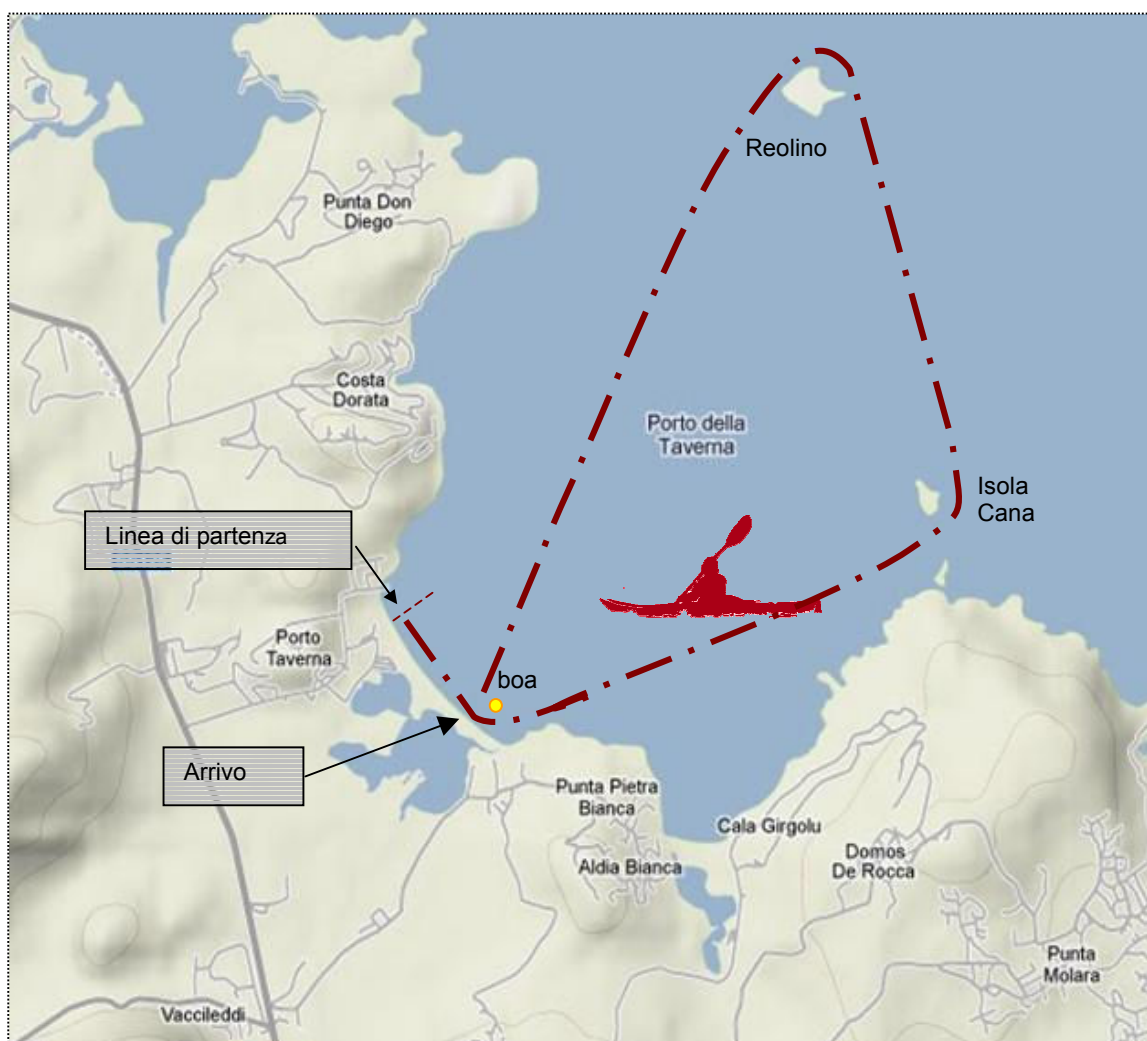 Reolino
Punta Don
Diego
Costa
Dorata
Porto della
Taverna
Isola
Cana
Linea di partenza
Porto
Taverna
boa
Arrivo
Punta Pietra
Bianca
Cala Girgolu
Aldia Bianca
Domos
De Rocca
Punta
Molara
Vaccileddi